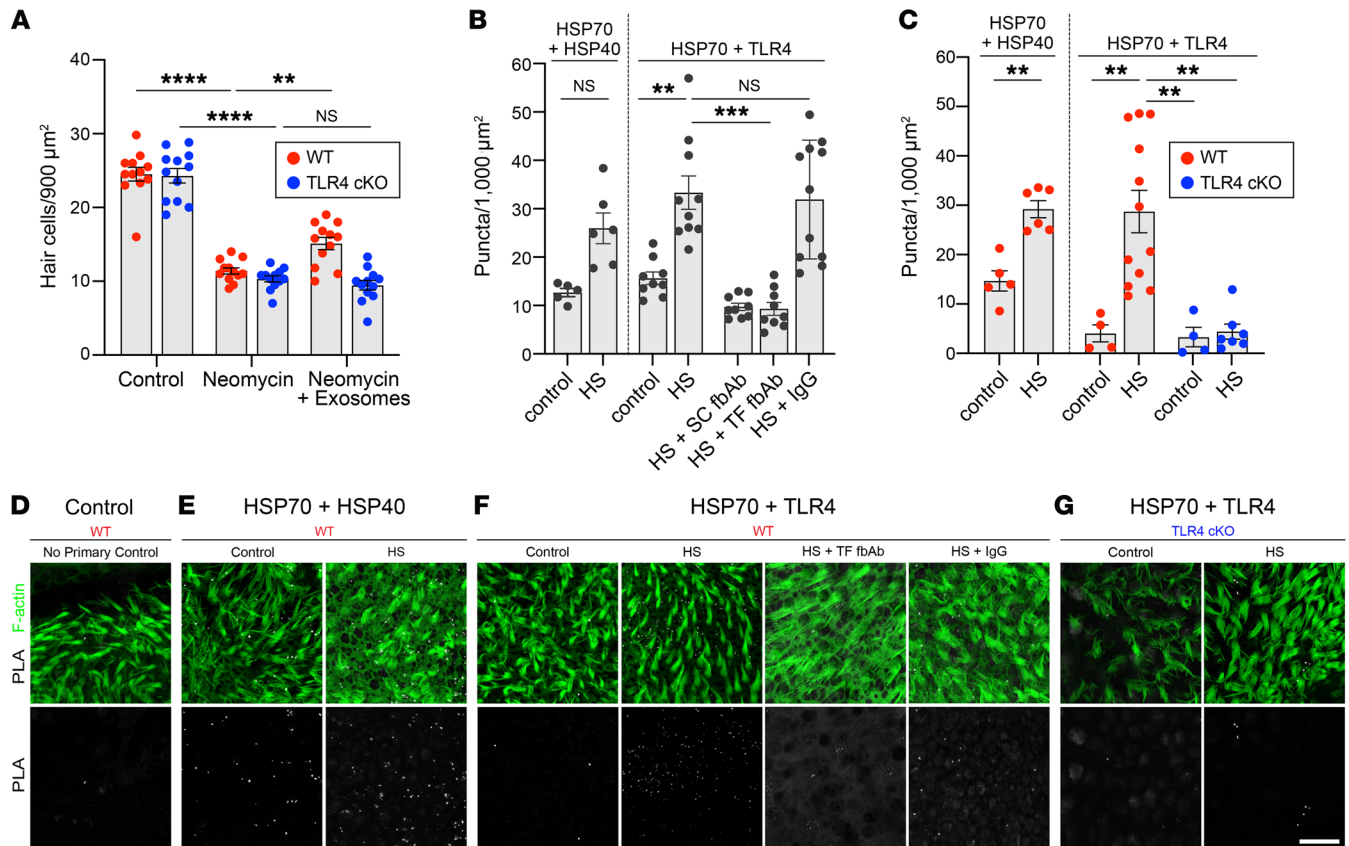 A
Hair cells/900 µm²
40
30
20
10
0
****
**
****
NS
WT
TLR4 cKO
Control
Neomycin
Neomycin
+ Exosomes
B
HSP70
+ HSP40
HSP70 + TLR4
Puncta/1,000 µm²
60
50
40
30
20
10
0
NS
**
NS
***
control
HS
control
HS
HS + SC fbAb
HS + TF fbAb
HS + IgG
C
HSP70
+ HSP40
HSP70 + TLR4
Puncta/1,000 µm²
60
50
40
30
20
10
0
**
**
**
**
WT
TLR4 cKO
control
HS
control
HS
control
HS
D
Control
WT
No Primary Control
F-actin
PLA
PLA
E
HSP70 + HSP40
WT
Control
HS
F
HSP70 + TLR4
WT
Control
HS
HS + TF fbAb
HS + IgG
G
HSP70 + TLR4
TLR4 cKO
Control
HS